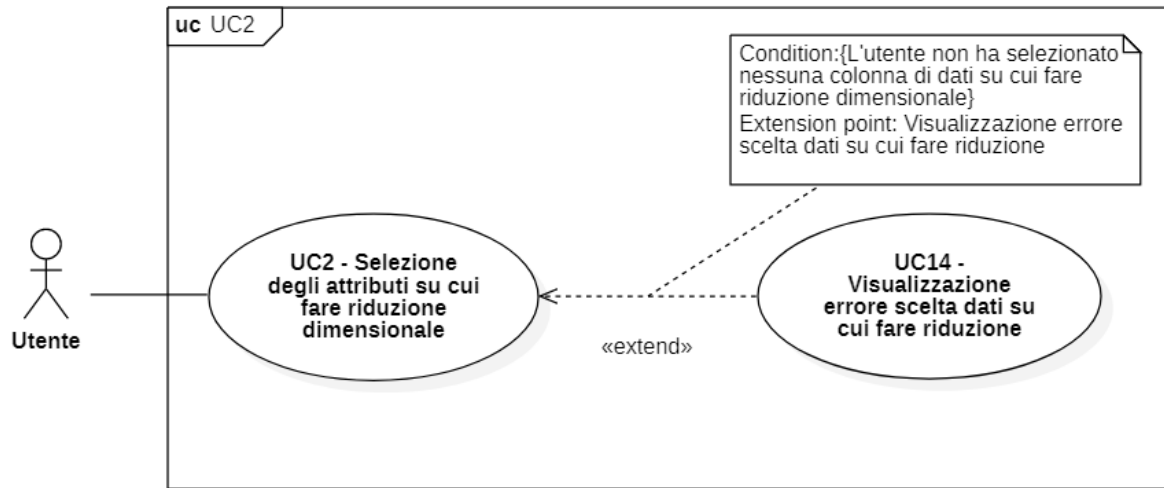 uc UC2
Condition:{L'utente non ha selezionato
nessuna colonna di dati su cui fare
riduzione dimensionale}
Extension point: Visualizzazione errore
scelta dati su cui fare riduzione
Utente
UC2 - Selezione
degli attributi su cui
fare riduzione
dimensionale
«extend»
UC14 -
Visualizzazione
errore scelta dati su
cui fare riduzione